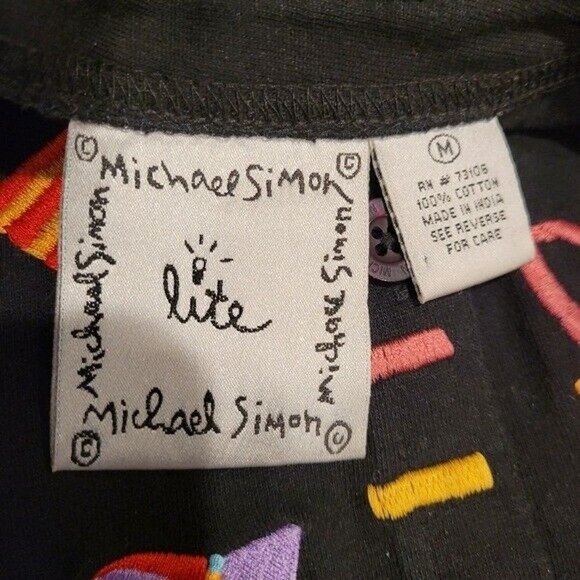 © Michael Simon ©
Michael Simon
lite
Michael Simon
© Michael Simon ©
M
RN # 73106
100% COTTON
MADE IN INDIA
SEE REVERSE
FOR CARE